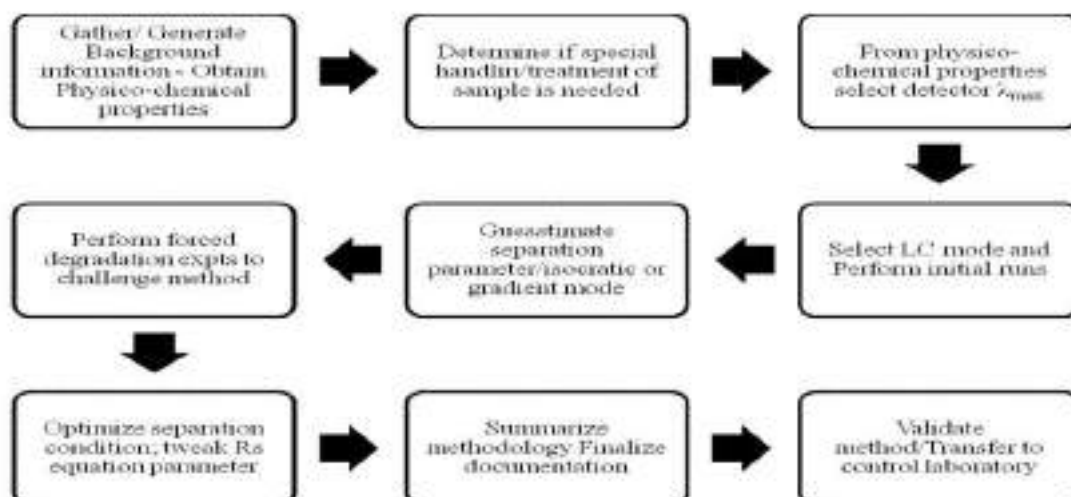 Gather/ Generate
Background
information - Obtain
Physico-chemical
properties
Determine if special
handlin/treatment of
sample is needed
From physico-
chemical properties
select detector λmax
Select LC mode and
Perform initial runs
Guesstimate
separation
parameter/isocratic or
gradient mode
Perform forced
degradation expts to
challenge method
Optimize separation
condition; tweak Rs
equation parameter
Summarize
methodology Finalize
documentation
Validate
method/Transfer to
control laboratory